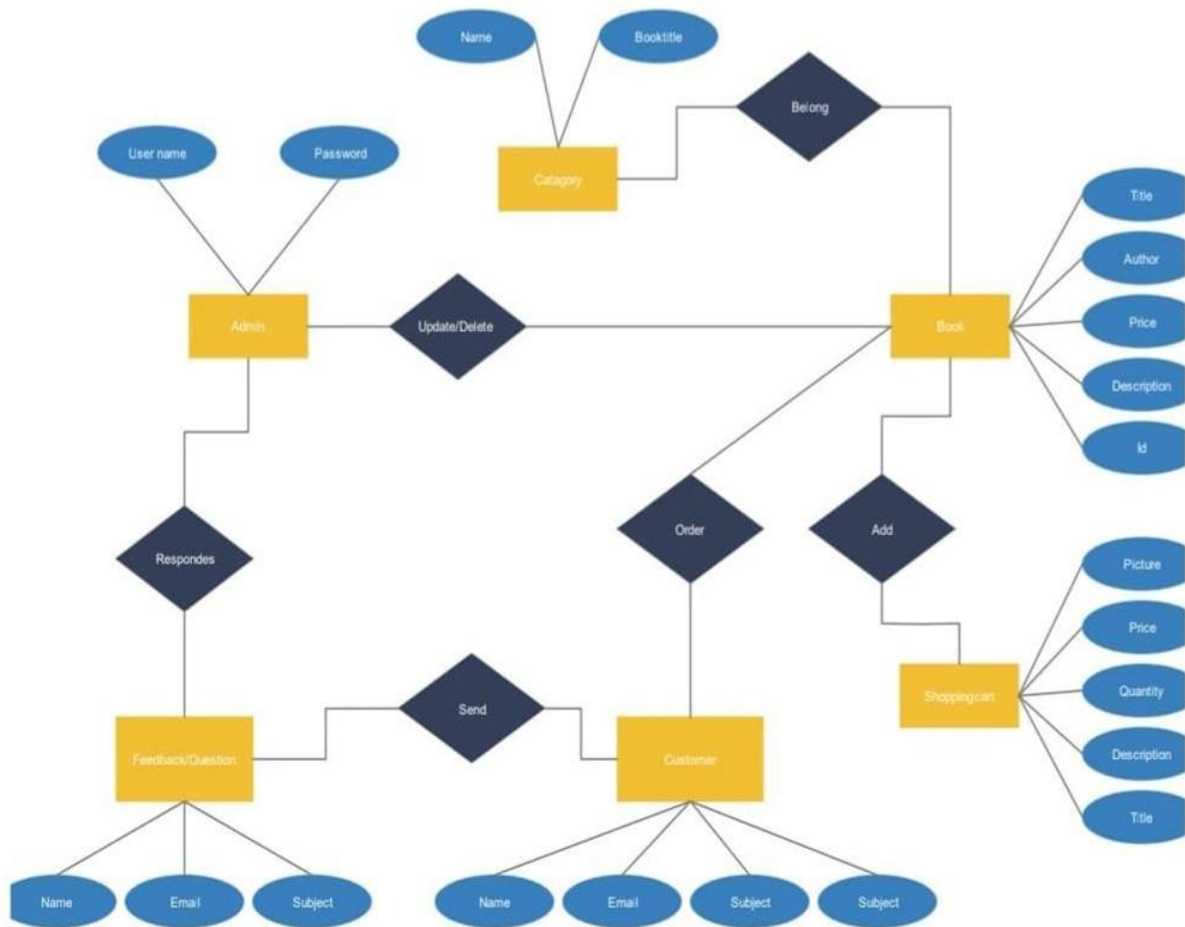 Name
Booktitle
Belong
User name
Password
Catagory
Title
Author
Admin
Update/Delete
Book
Price
Description
Id
Order
Add
Respondes
Picture
Price
Shoppingcart
Quantity
Send
Feedback/Question
Customer
Description
Title
Name
Email
Subject
Name
Email
Subject
Subject